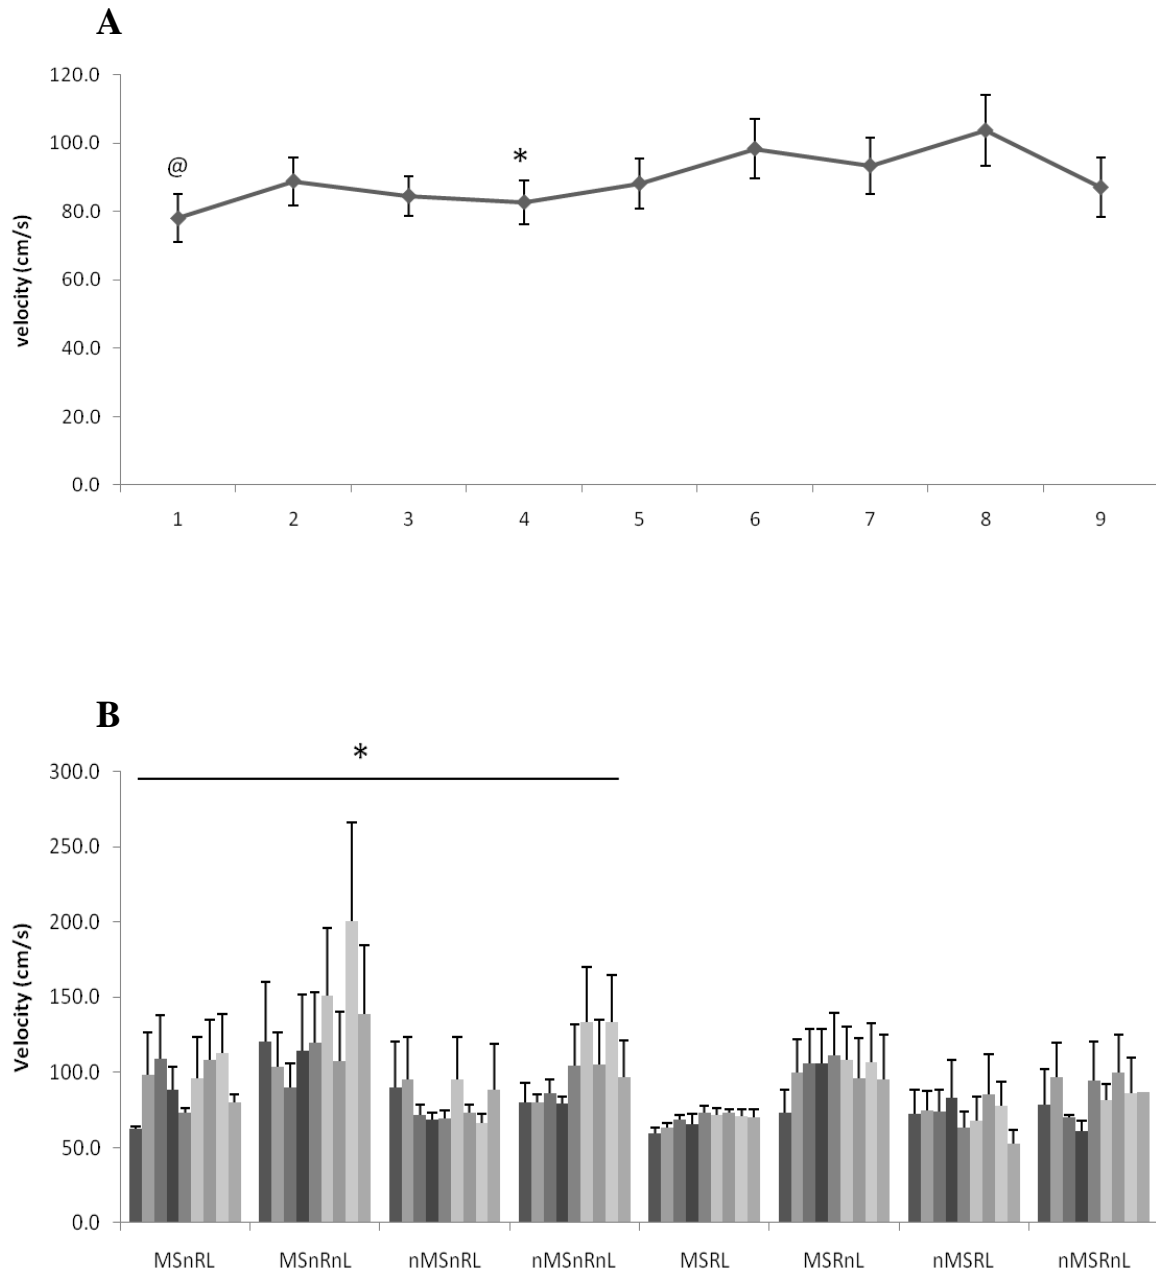 A
120.0
100.0
80.0
60.0
40.0
20.0
0.0
velocity (cm/s)
@
*
1 2 3 4 5 6 7 8 9
B
*
300.0
250.0
200.0
150.0
100.0
50.0
0.0
Velocity (cm/s)
MSnRL MSnRnL nMSnRL nMSnRnL MSRL MSRnL nMSRL nMSRnL